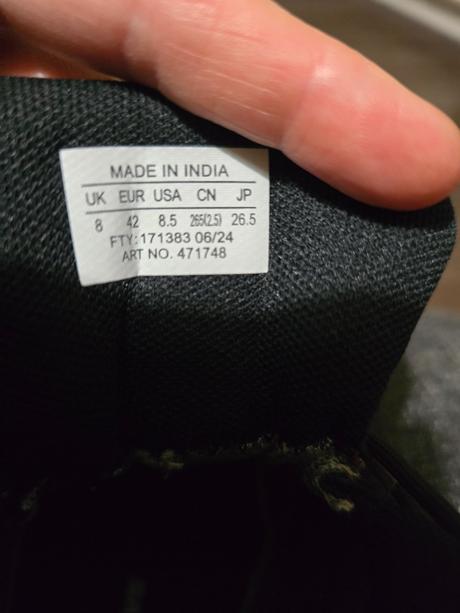 MADE IN INDIA
UK EUR USA CN JP
8 42 8.5 265(2.5) 26.5
FTY:171383 06/24
ART NO. 471748